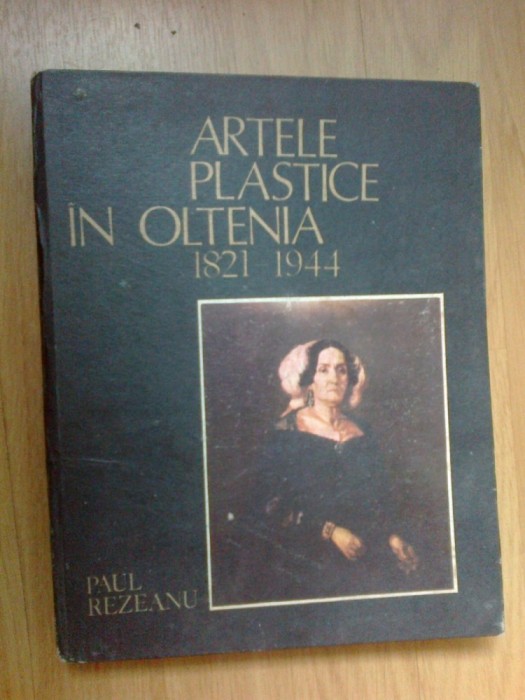 ARTELE
PLASTICE
ÎN OLTENIA
1821-1944
PAUL
REZEANU